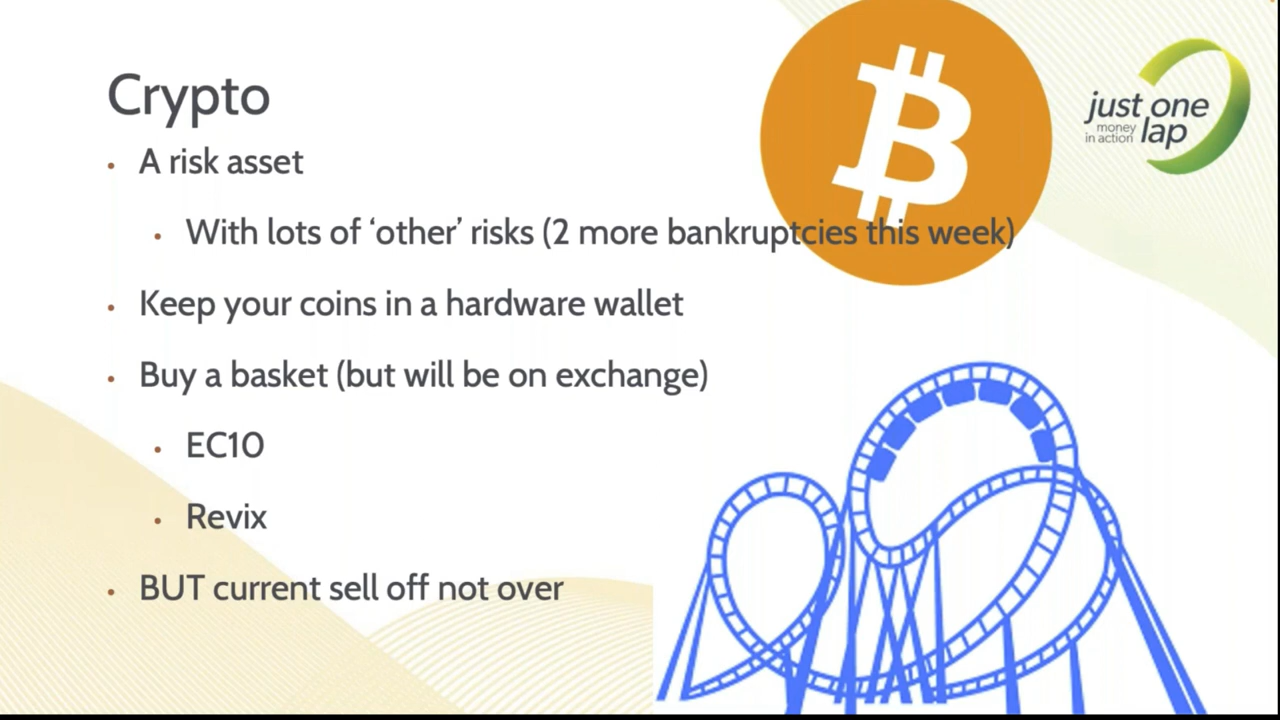 Crypto
• A risk asset
• With lots of ‘other’ risks (2 more bankruptcies this week)
• Keep your coins in a hardware wallet
• Buy a basket (but will be on exchange)
• EC10
• Revix
• BUT current sell off not over
just one
money
in action lap